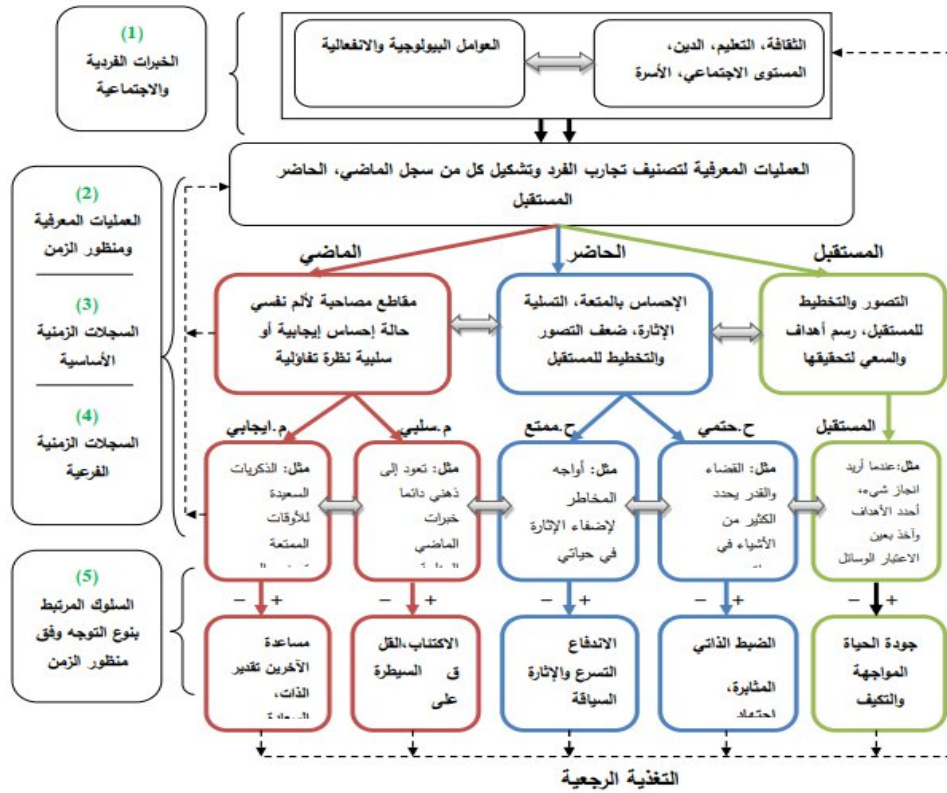 (1)
الخبرات الفردية
والاجتماعية
الثقافة، التعليم، الدين،
المستوى الاجتماعي، الأسرة
العوامل البيولوجية والانفعالية
العمليات المعرفية لتصنيف تجارب الفرد وتشكيل كل من سجل الماضي، الحاضر
المستقبل
(2)
العمليات المعرفية
ومنظور الزمن
(3)
السجلات الزمنية
الأساسية
(4)
السجلات الزمنية
الفرعية
المستقبل
الحاضر
الماضي
التصور والتخطيط
للمستقبل، رسم أهداف
والسعي لتحقيقها
الإحساس بالمتعة، التسلية
الإثارة، ضعف التصور
والتخطيط للمستقبل
مقاطع مصاحبة لألم نفسي
حالة إحساس إيجابية أو
سلبية نظرة تفاؤلية
المستقبل
ح.حتمي
ح.ممتع
م.سلبي
م.ايجابي
مثل:عندما أريد
انجاز شيء،
أحدد الأهداف
وآخذ بعين
الاعتبار الوسائل
مثل: القضاء
والقدر يحدد
الكثير من
الأشياء في
مثل: أواجه
المخاطر
لإضفاء الإثارة
في حياتي
مثل: تعود إلى
ذهني دائما
خبرات
الماضي
مثل: الذكريات
السعيدة
للأوقات
الممتعة
(5)
السلوك المرتبط
بنوع التوجه وفق
منظور الزمن
− +
− +
− +
− +
− +
جودة الحياة
المواجهة
والتكيف
الضبط الذاتي
المثابرة،
اجتهاد
الاندفاع
التسرع والإثارة
السياقة
الاكتئاب،القل
ق السيطرة
على
مساعدة
الآخرين تقدير
الذات،
السعادة
التغذية الرجعية